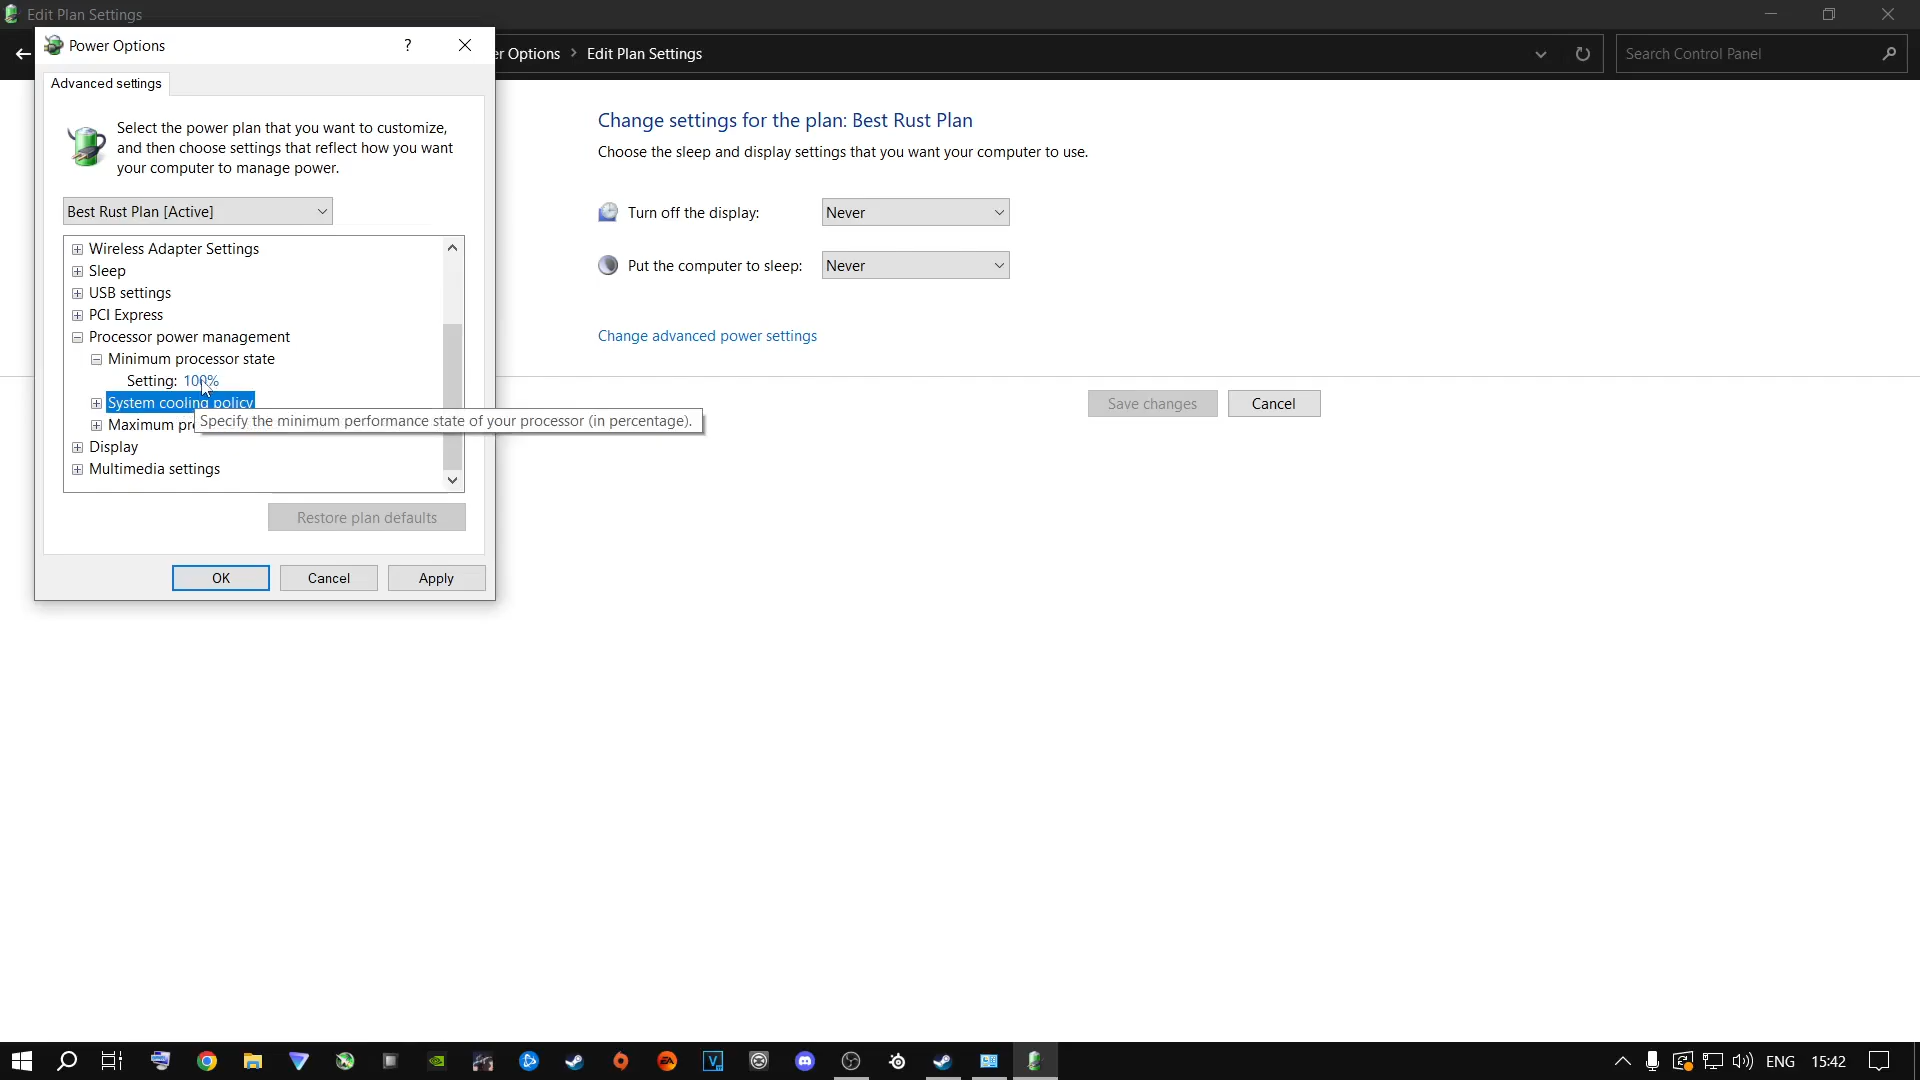 Edit Plan Settings
Power Options
?
er Options
Edit Plan Settings
Search Control Panel
Advanced settings
Select the power plan that you want to customize,
and then choose settings that reflect how you want
your computer to manage power.
Best Rust Plan [Active]
Wireless Adapter Settings
Sleep
USB settings
PCI Express
Processor power management
Minimum processor state
Setting: 100%
System cooling policy
Maximum pr
Specify the minimum performance state of your processor (in percentage).
Display
Multimedia settings
Restore plan defaults
OK
Cancel
Apply
Change settings for the plan: Best Rust Plan
Choose the sleep and display settings that you want your computer to use.
Turn off the display:
Never
Put the computer to sleep:
Never
Change advanced power settings
Save changes
Cancel
EA
V
ENG
15:42